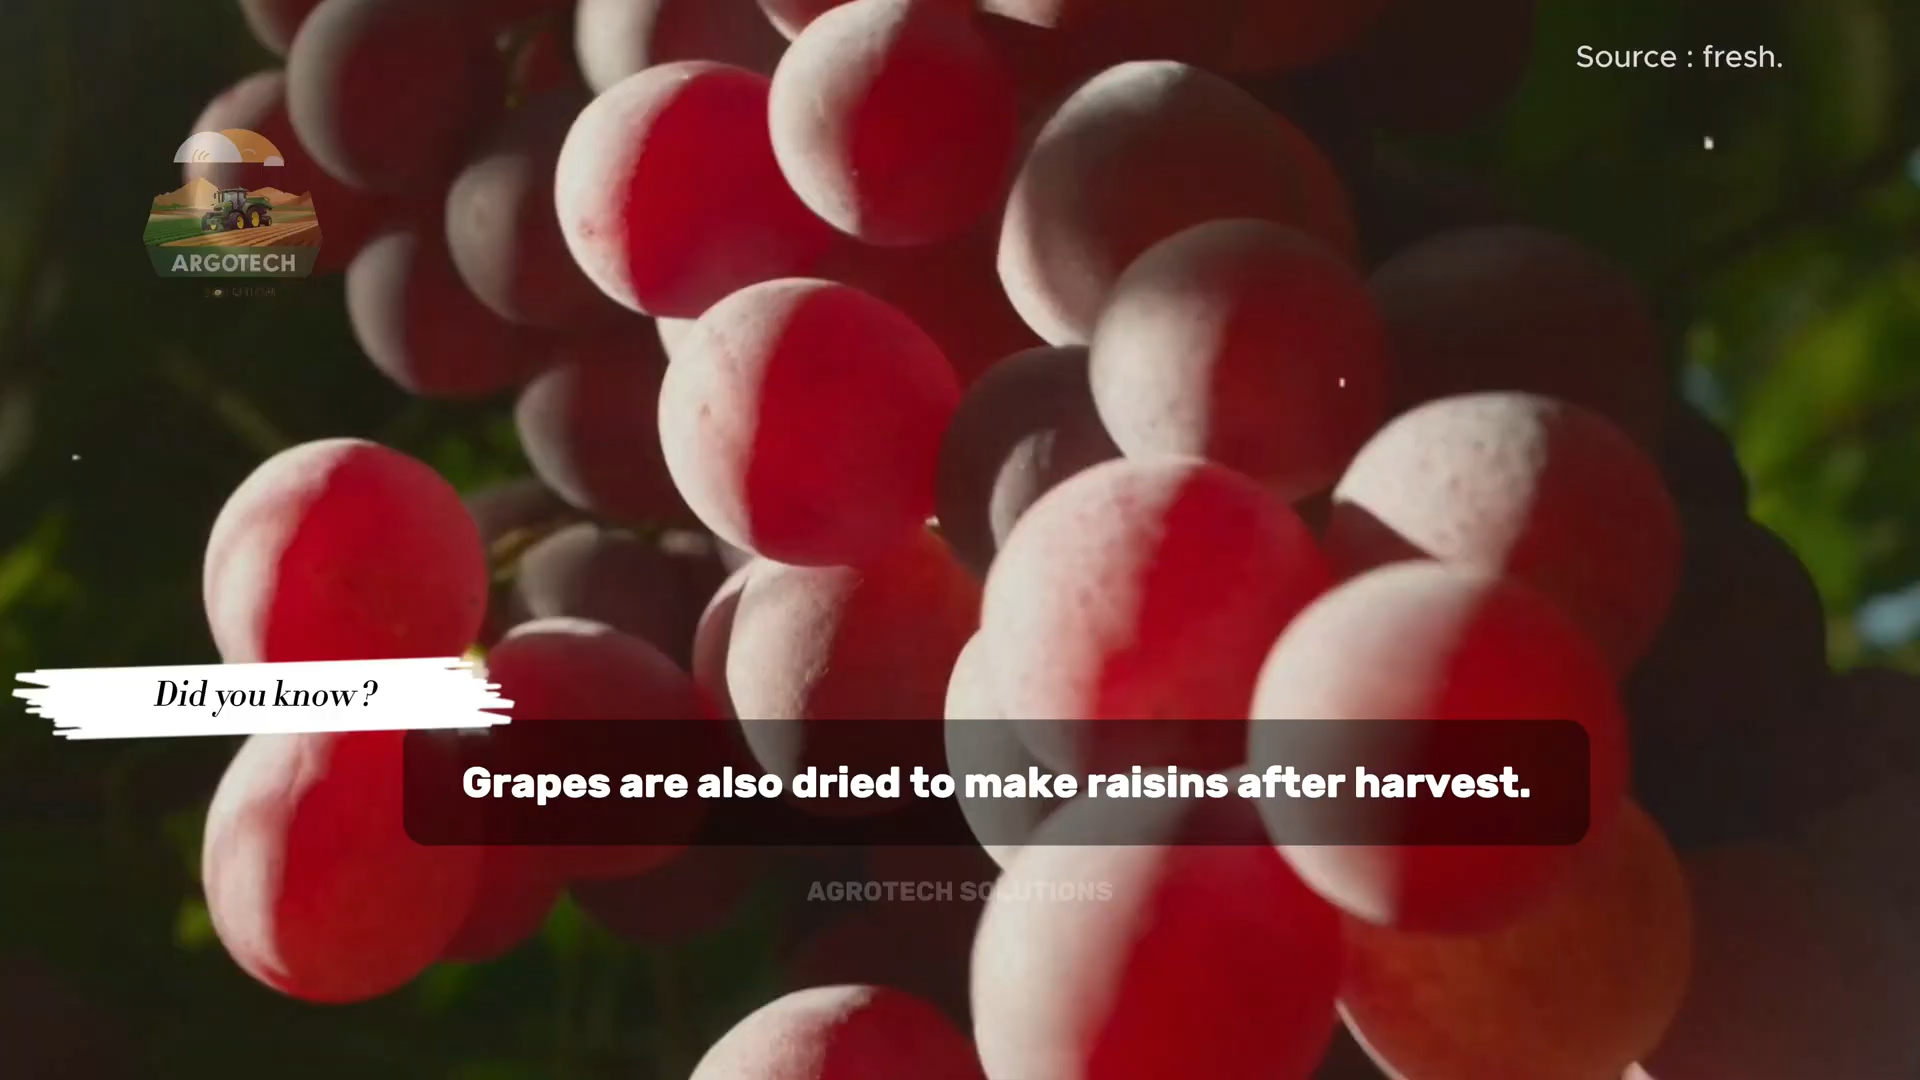 Source : fresh.
ARGOTECH
Did you know?
Grapes are also dried to make raisins after harvest.
AGROTECH SOLUTIONS